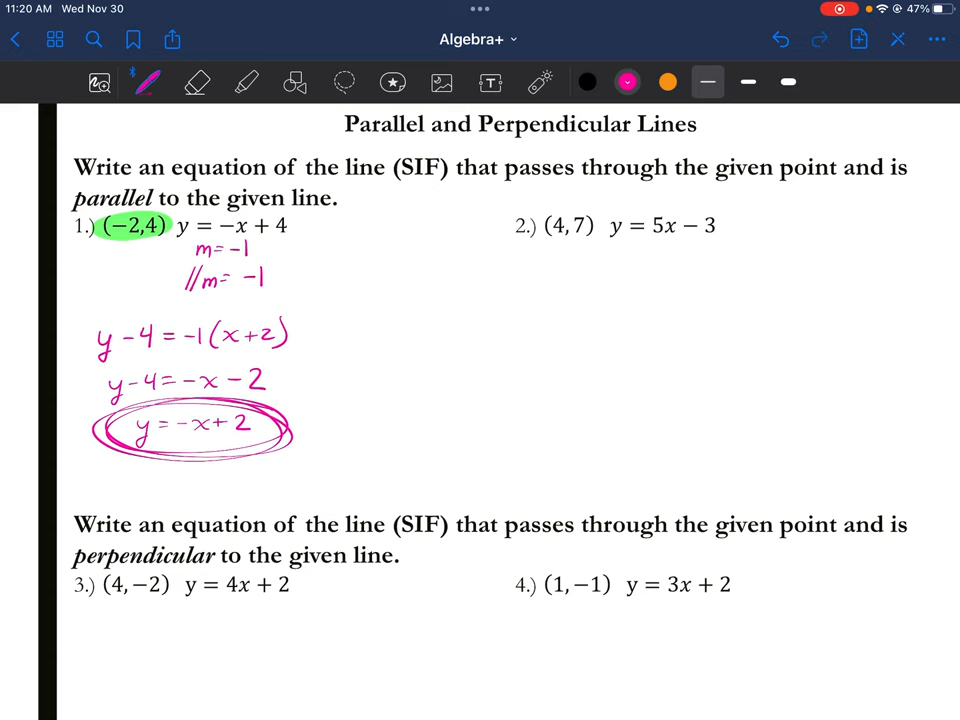 11:20 AM Wed Nov 30
47%
Algebra+
T
Parallel and Perpendicular Lines
Write an equation of the line (SIF) that passes through the given point and is
parallel to the given line.
1.) (−2,4) y = −x + 4
2.) (4, 7) y = 5x − 3
m = -1
//m = -1
y - 4 = -1(x+2)
y-4 = -x - 2
y = -x + 2
Write an equation of the line (SIF) that passes through the given point and is
perpendicular to the given line.
3.) (4, −2) y = 4x + 2
4.) (1, −1) y = 3x + 2